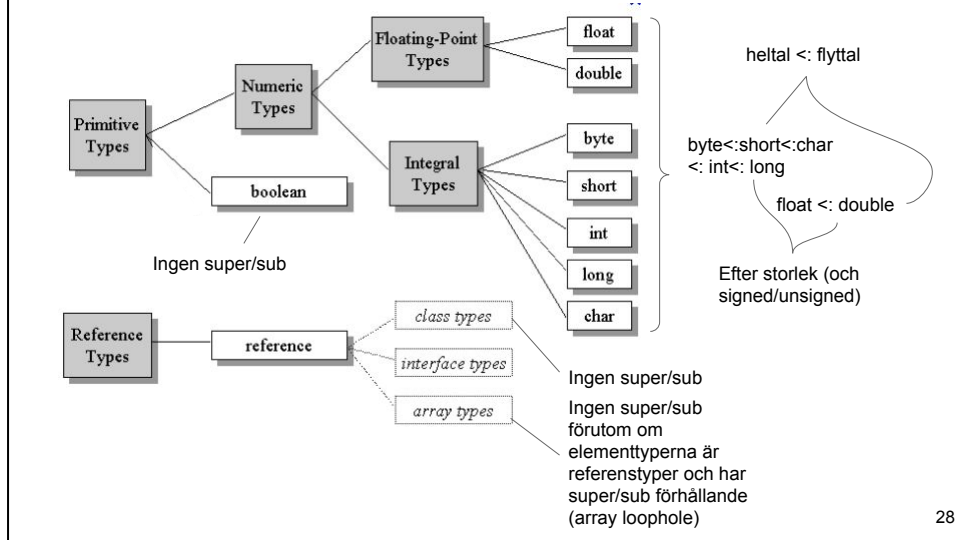 Primitive
Types
Numeric
Types
boolean
Ingen super/sub
Floating-Point
Types
Integral
Types
float
double
byte
short
int
long
char
heltal <: flyttal
byte<:short<:char
<: int<: long
float <: double
Efter storlek (och
signed/unsigned)
Reference
Types
reference
class types
interface types
array types
Ingen super/sub
Ingen super/sub
förutom om
elementtyperna är
referenstyper och har
super/sub förhållande
(array loophole)
28